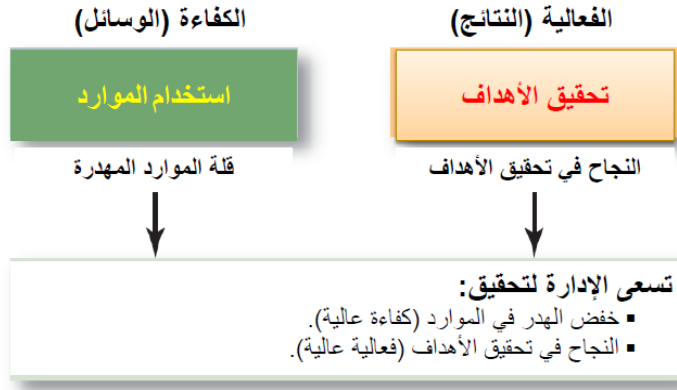 الفعالية (النتائج)
الكفاءة (الوسائل)
تحقيق الأهداف
استخدام الموارد
النجاح في تحقيق الأهداف
قلة الموارد المهدرة
تسعى الإدارة لتحقيق:
▪ خفض الهدر في الموارد (كفاءة عالية).
▪ النجاح في تحقيق الأهداف (فعالية عالية).